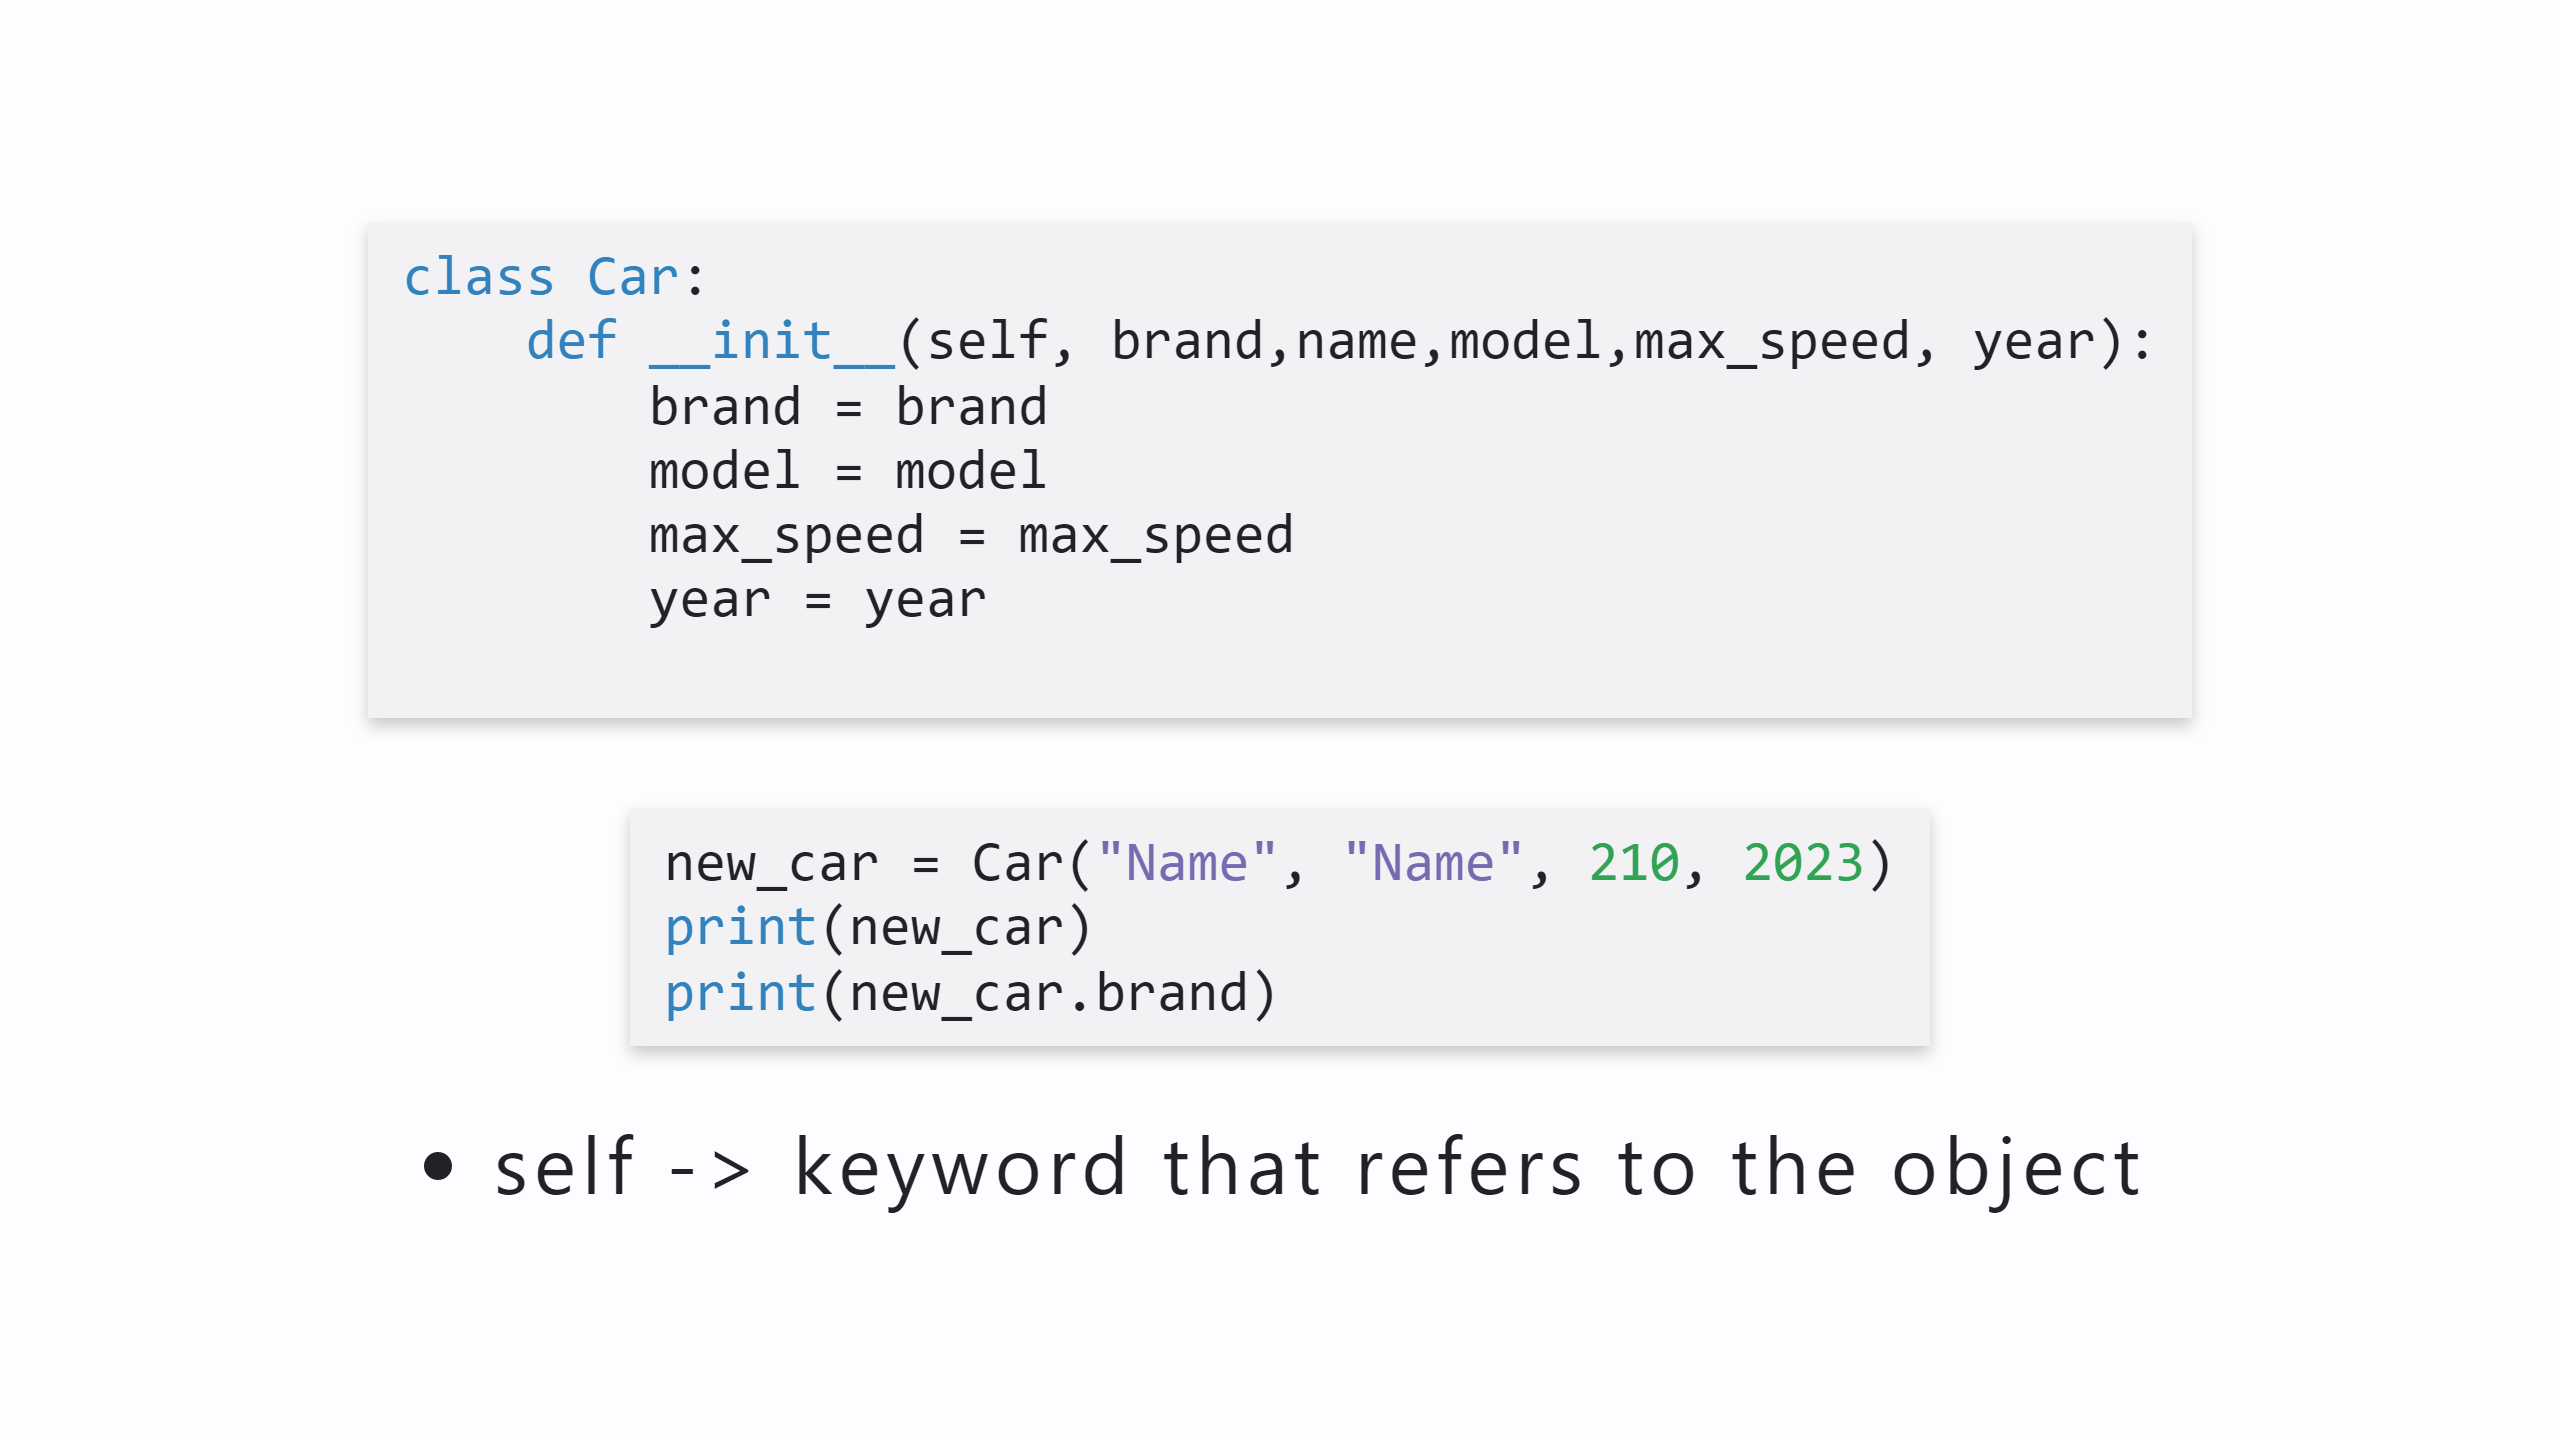 class Car:
    def __init__(self, brand,name,model,max_speed, year):
        brand = brand
        model = model
        max_speed = max_speed
        year = year
new_car = Car("Name", "Name", 210, 2023)
print(new_car)
print(new_car.brand)
• self -> keyword that refers to the object